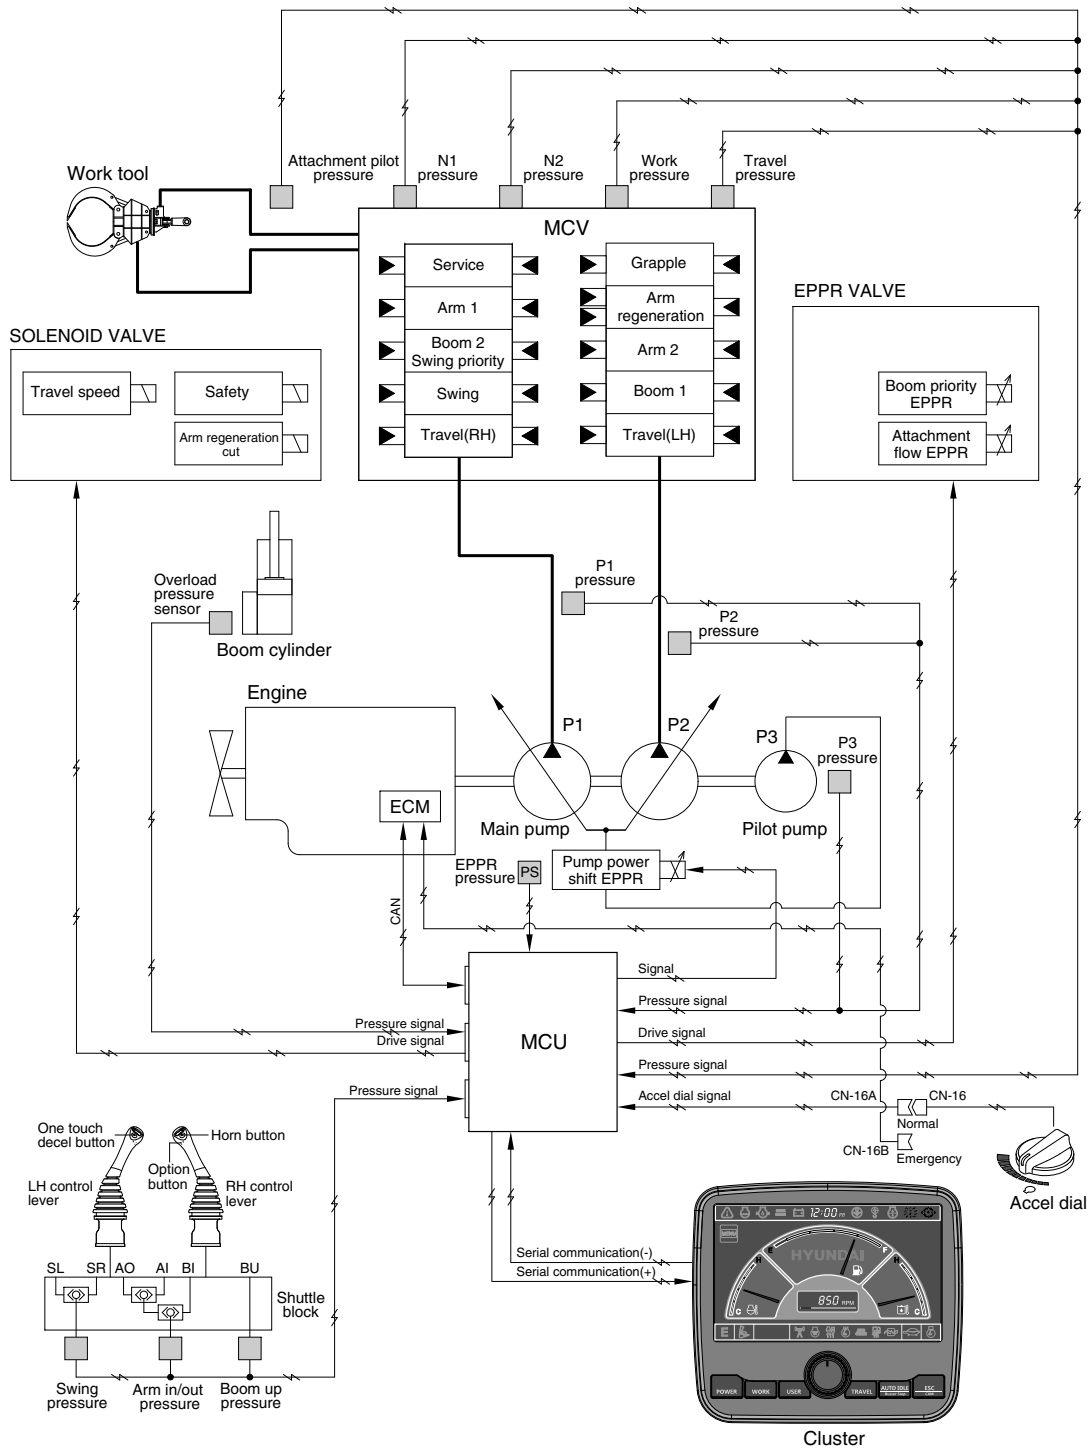 Attachment pilot
pressure
N1
pressure
N2
pressure
Work
pressure
Travel
pressure
Work tool
MCV
Service
Arm 1
Boom 2
Swing priority
Swing
Travel(RH)
Grapple
Arm
regeneration
Arm 2
Boom 1
Travel(LH)
SOLENOID VALVE
Travel speed
Safety
Arm regeneration
cut
EPPR VALVE
Boom priority
EPPR
Attachment
flow EPPR
Overload
pressure
sensor
Boom cylinder
P1
pressure
P2
pressure
Engine
ECM
P1
P2
P3
P3
pressure
Main pump
Pilot pump
EPPR
pressure
PS
Pump power
shift EPPR
CAN
MCU
Signal
Pressure signal
Drive signal
Pressure signal
Accel dial signal
Pressure signal
Drive signal
Pressure signal
CN-16A
CN-16
Normal
CN-16B
Emergency
Accel dial
One touch
decel button
Horn button
Option
button
LH control
lever
RH control
lever
SL
SR
AO
AI
BI
BU
Shuttle
block
Swing
pressure
Arm in/out
pressure
Boom up
pressure
Serial communication(-)
Serial communication(+)
12:00
MENU
HYUNDAI
E
F
H
H
C
C
850 RPM
E
POWER
WORK
USER
TRAVEL
AUTO IDLE
ESC
Cluster